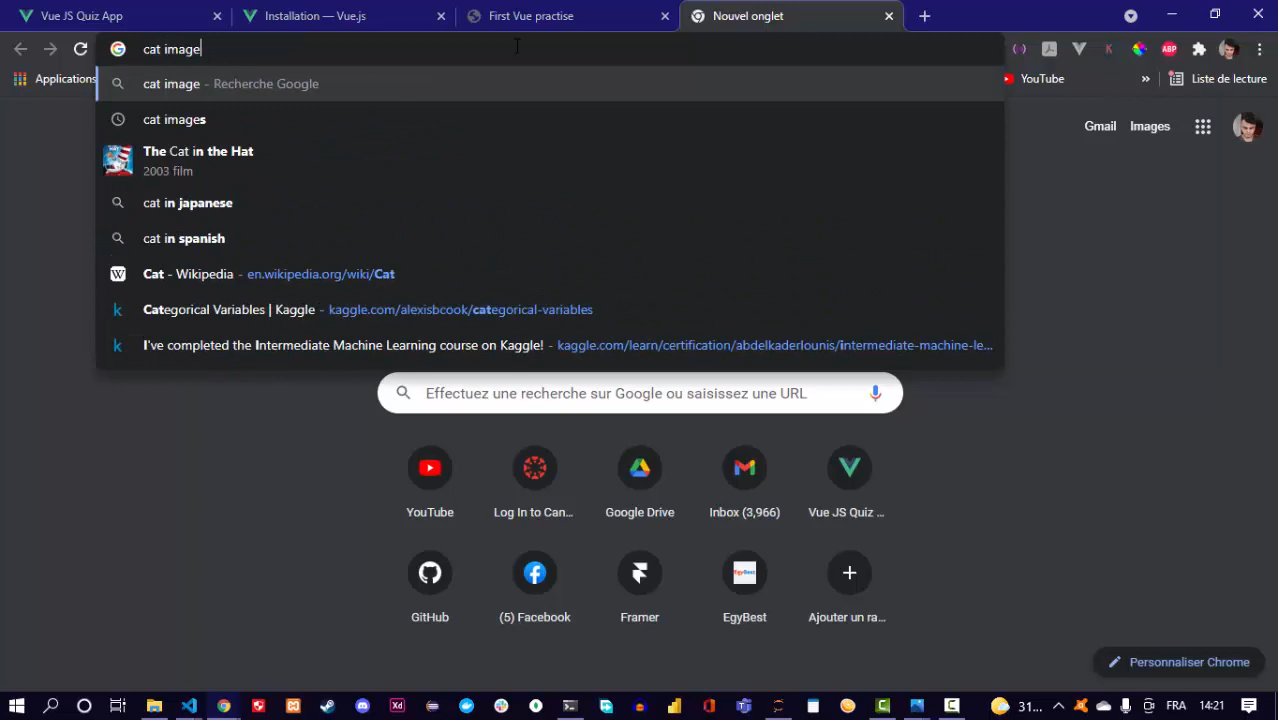 Vue JS Quiz App
Installation — Vue.js
First Vue practise
Nouvel onglet
cat image
Applications
YouTube
»
Liste de lecture
cat image - Recherche Google
cat images
The Cat in the Hat
2003 film
cat in japanese
cat in spanish
Cat - Wikipedia - en.wikipedia.org/wiki/Cat
Categorical Variables | Kaggle - kaggle.com/alexisbcook/categorical-variables
I've completed the Intermediate Machine Learning course on Kaggle! - kaggle.com/learn/certification/abdelkaderlounis/intermediate-machine-le...
Gmail Images
Effectuez une recherche sur Google ou saisissez une URL
YouTube
Log In to Can...
Google Drive
Inbox (3,966)
Vue JS Quiz ...
GitHub
(5) Facebook
Framer
EgyBest
Ajouter un ra...
Personnaliser Chrome
31...
FRA
14:21